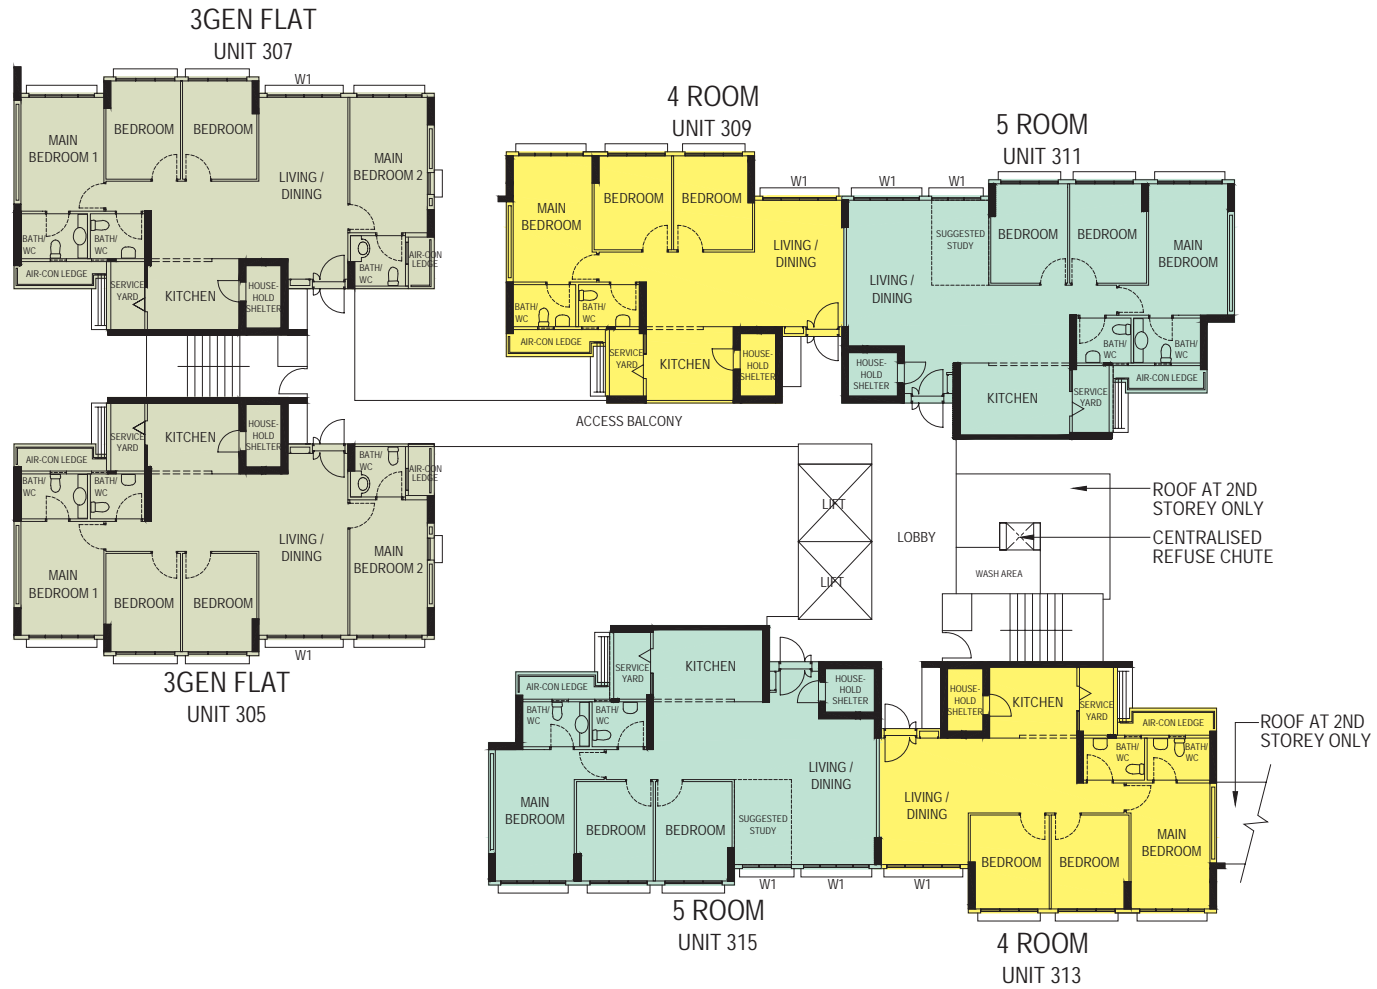 3GEN FLAT
UNIT 307
W1
MAIN
BEDROOM 1
BEDROOM
BEDROOM
LIVING /
DINING
MAIN
BEDROOM 2
BATH/
WC
BATH/
WC
AIR-CON LEDGE
SERVICE
YARD
KITCHEN
HOUSE-
HOLD
SHELTER
BATH/
WC
AIR-CON
LEDGE
4 ROOM
UNIT 309
W1
MAIN
BEDROOM
BEDROOM
BEDROOM
LIVING /
DINING
BATH/
WC
BATH/
WC
AIR-CON LEDGE
SERVICE
YARD
KITCHEN
HOUSE-
HOLD
SHELTER
5 ROOM
UNIT 311
W1
W1
SUGGESTED
STUDY
BEDROOM
BEDROOM
MAIN
BEDROOM
LIVING /
DINING
BATH/
WC
BATH/
WC
AIR-CON LEDGE
HOUSE-
HOLD
SHELTER
KITCHEN
SERVICE
YARD
ACCESS BALCONY
SERVICE
YARD
KITCHEN
HOUSE-
HOLD
SHELTER
AIR-CON LEDGE
BATH/
WC
BATH/
WC
BATH/
WC
AIR-CON
LEDGE
LIVING /
DINING
MAIN
BEDROOM 1
BEDROOM
BEDROOM
MAIN
BEDROOM 2
W1
3GEN FLAT
UNIT 305
LIFT
LIFT
LOBBY
WASH AREA
ROOF AT 2ND
STOREY ONLY
CENTRALISED
REFUSE CHUTE
SERVICE
YARD
KITCHEN
HOUSE-
HOLD
SHELTER
AIR-CON LEDGE
BATH/
WC
BATH/
WC
LIVING /
DINING
MAIN
BEDROOM
BEDROOM
BEDROOM
SUGGESTED
STUDY
W1
W1
5 ROOM
UNIT 315
HOUSE-
HOLD
SHELTER
KITCHEN
SERVICE
YARD
AIR-CON LEDGE
BATH/
WC
BATH/
WC
LIVING /
DINING
BEDROOM
BEDROOM
MAIN
BEDROOM
W1
4 ROOM
UNIT 313
ROOF AT 2ND
STOREY ONLY